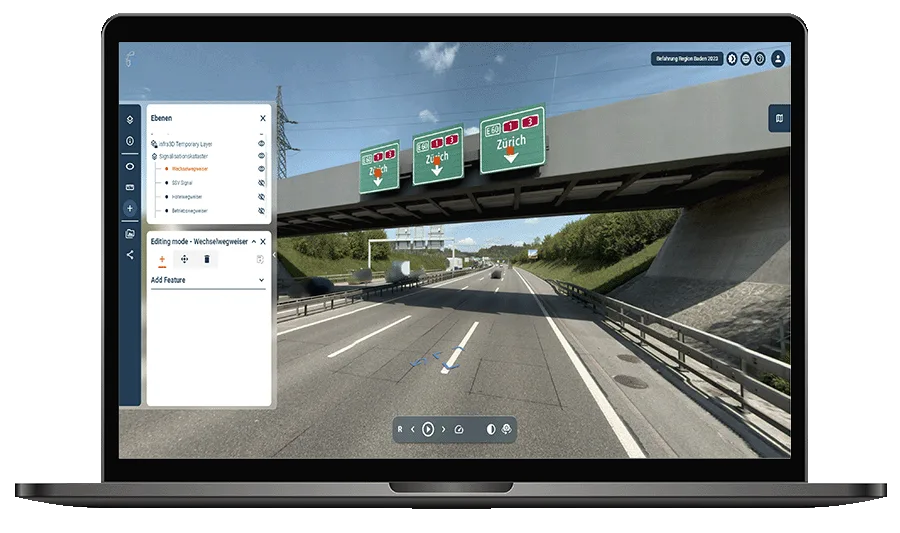 Befahrung Region Baden 2023
Ebenen
infra3D Temporary Layer
Signalisationskataster
Wechselwegweiser
SSV Signal
Hohlwegweiser
Betriebswegweiser
Editing mode - Wechselwegweiser
Add Feature
E 60 1 3
Zürich
E 60 1 3
Zürich
E 60 1 3
Zürich
R